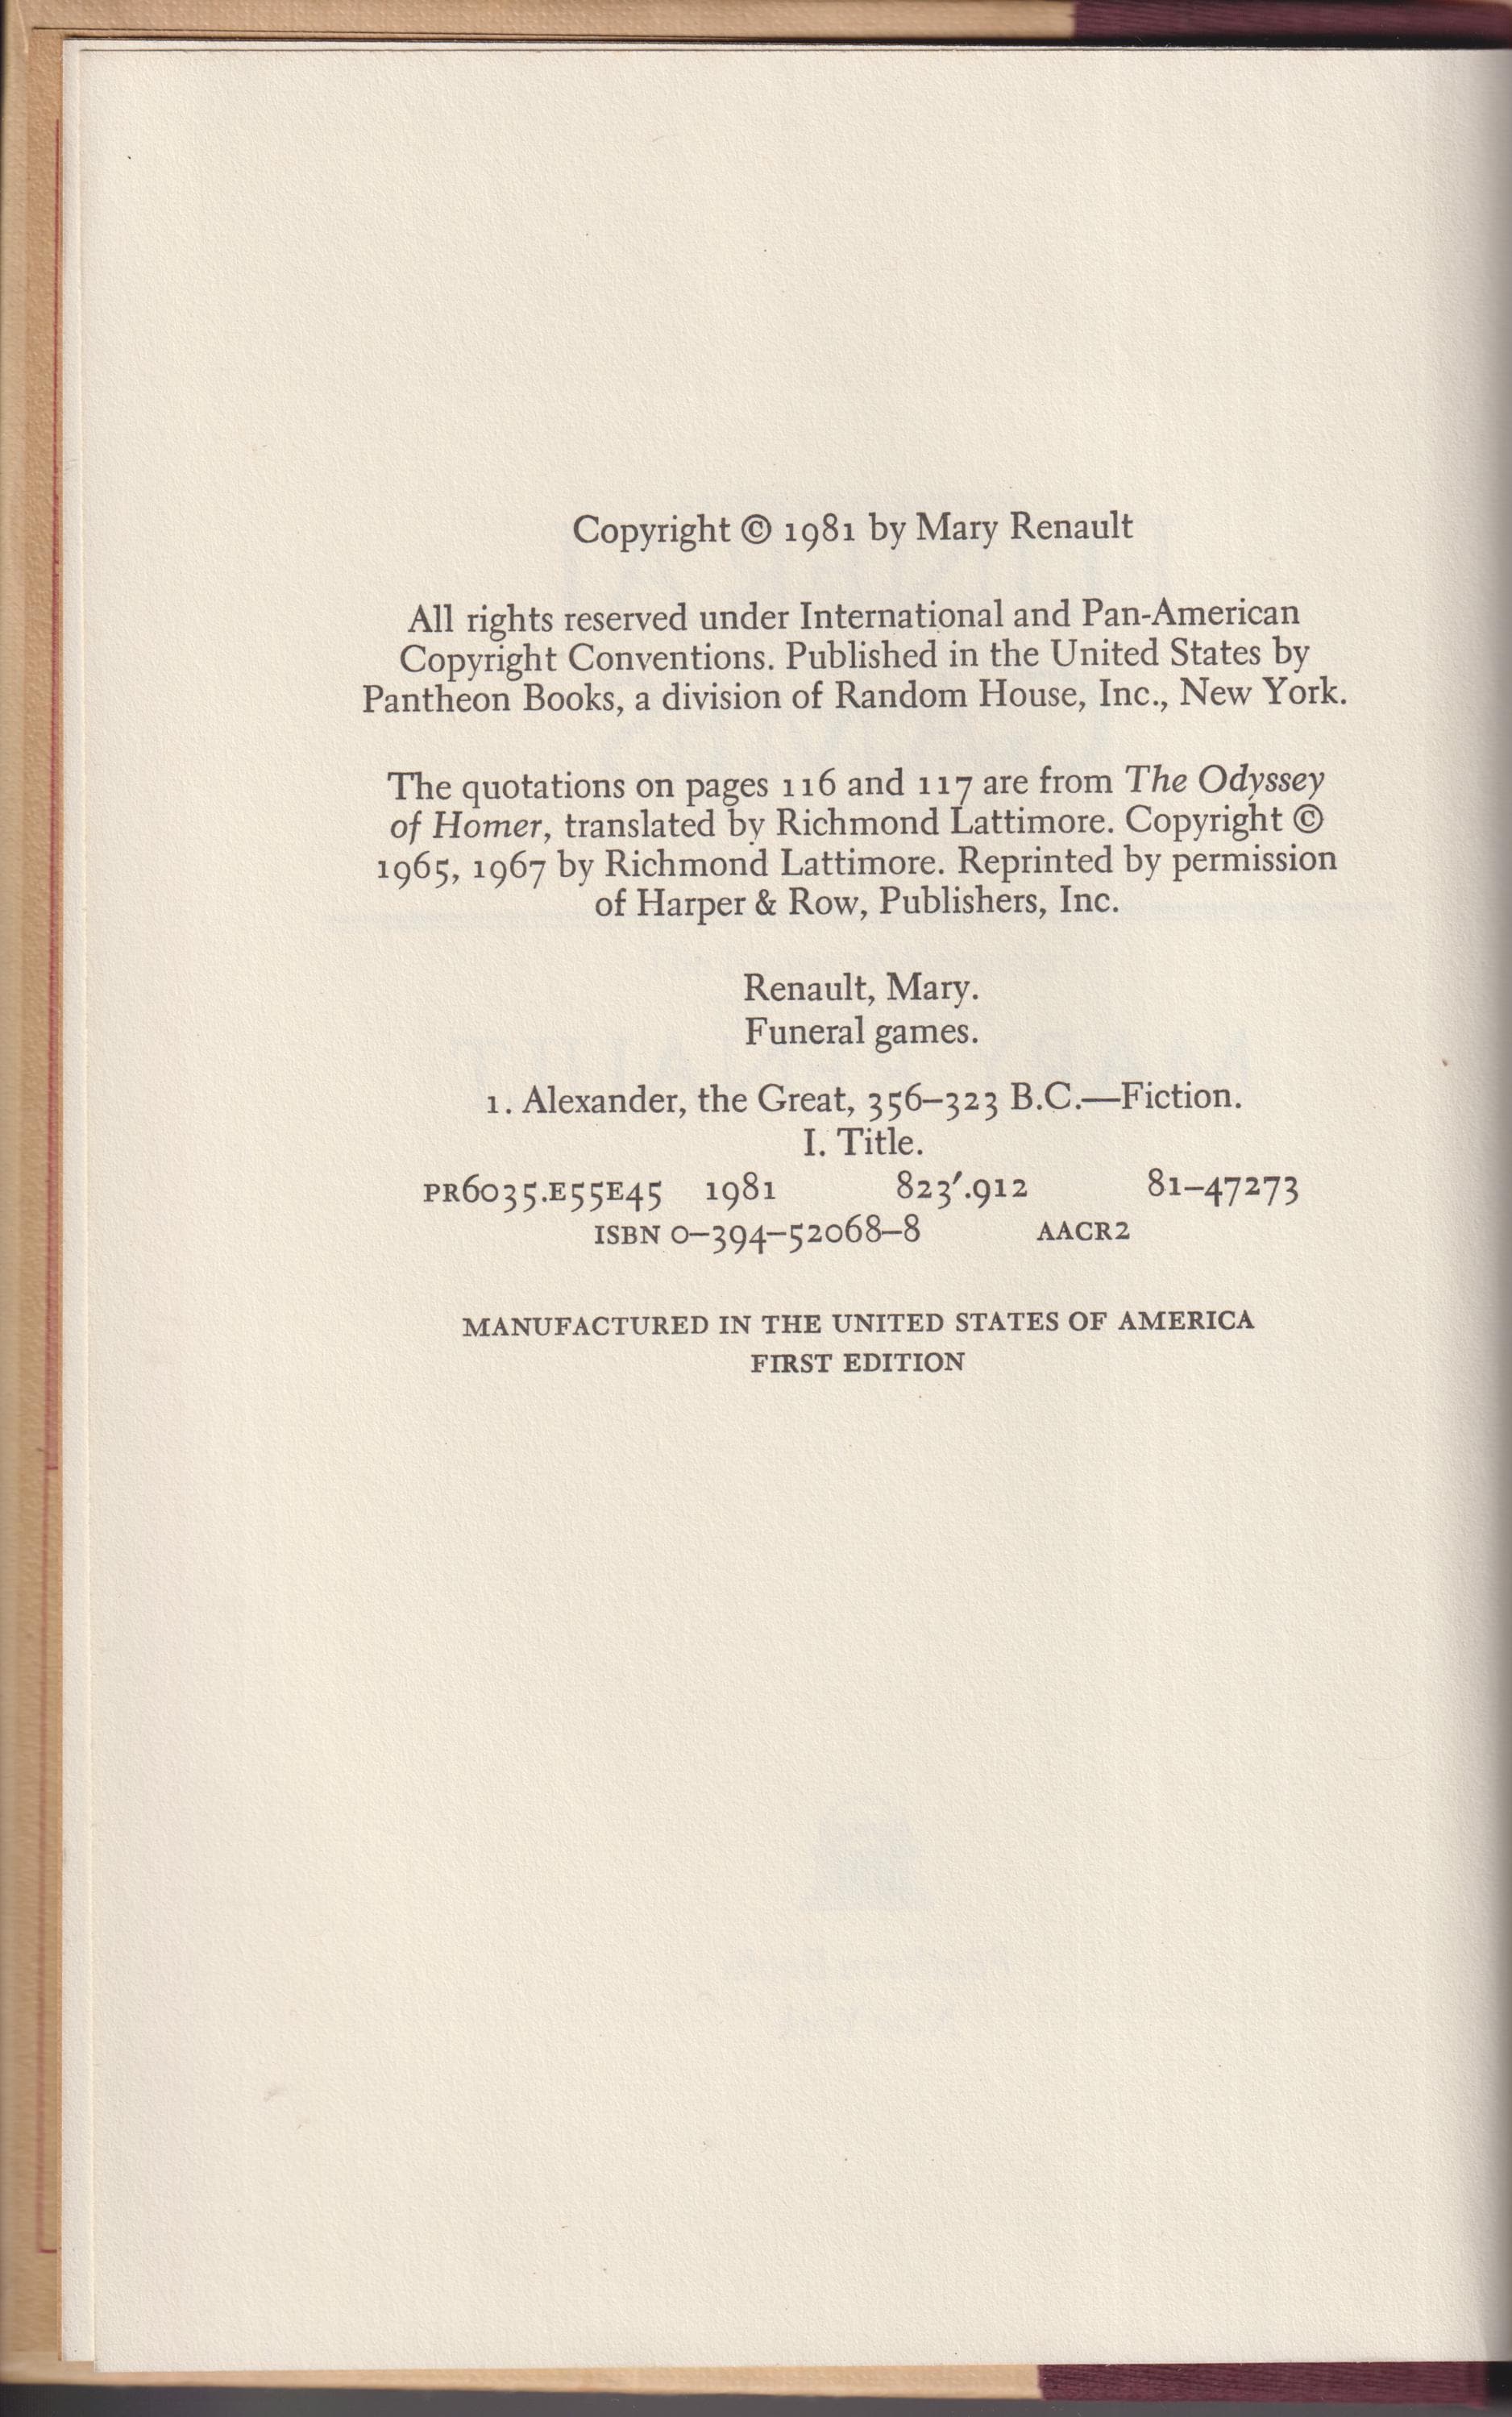 Copyright © 1981 by Mary Renault
All rights reserved under International and Pan-American
Copyright Conventions. Published in the United States by
Pantheon Books, a division of Random House, Inc., New York.
The quotations on pages 116 and 117 are from The Odyssey
of Homer, translated by Richmond Lattimore. Copyright ©
1965, 1967 by Richmond Lattimore. Reprinted by permission
of Harper & Row, Publishers, Inc.
Renault, Mary.
Funeral games.
1. Alexander, the Great, 356–323 B.C.—Fiction.
I. Title.
PR6035.E55E45 1981 823′.912 81–47273
ISBN 0–394–52068–8 AACR2
MANUFACTURED IN THE UNITED STATES OF AMERICA
FIRST EDITION